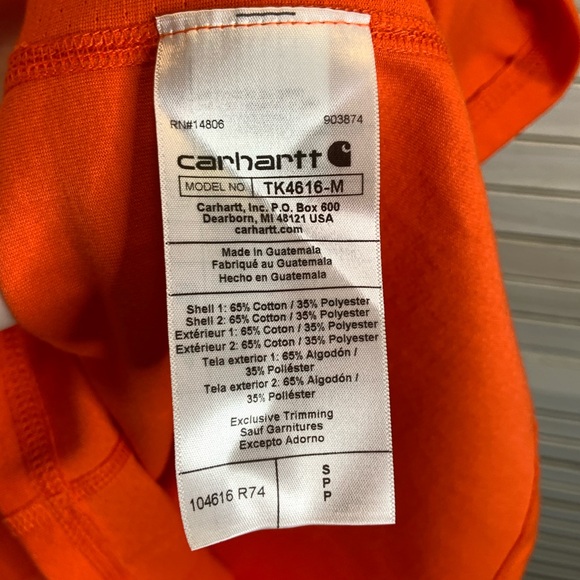 RN#14806 903874
carhartt
MODEL NO TK4616-M
Carhartt, Inc. P.O. Box 600
Dearborn, MI 48121 USA
carhartt.com
Made in Guatemala
Fabriqué au Guatemala
Hecho en Guatemala
Shell 1: 65% Cotton / 35% Polyester
Shell 2: 65% Cotton / 35% Polyester
Extérieur 1: 65% Coton / 35% Polyester
Extérieur 2: 65% Coton / 35% Polyester
Tela exterior 1: 65% Algodón /
35% Poliéster
Tela exterior 2: 65% Algodón /
35% Poliéster
Exclusive Trimming
Sauf Garnitures
Excepto Adorno
104616 R74
S
P
P